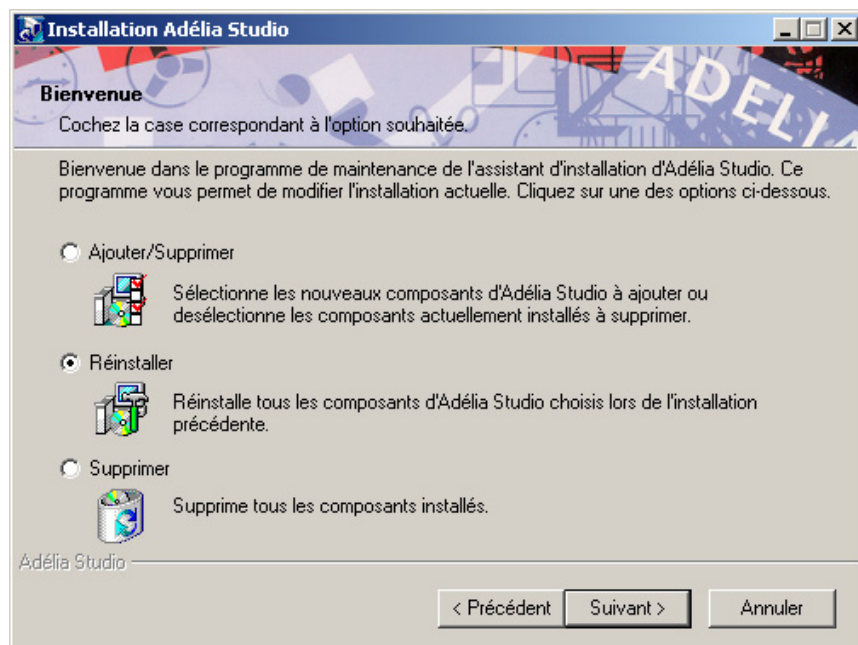 Installation Adélia Studio
ADELIA
Bienvenue
Cochez la case correspondant à l'option souhaitée.
Bienvenue dans le programme de maintenance de l'assistant d'installation d'Adélia Studio. Ce
programme vous permet de modifier l'installation actuelle. Cliquez sur une des options ci-dessous.
Ajouter/Supprimer
Sélectionne les nouveaux composants d'Adélia Studio à ajouter ou
desélectionne les composants actuellement installés à supprimer.
Réinstaller
Réinstalle tous les composants d'Adélia Studio choisis lors de l'installation
précédente.
Supprimer
Supprime tous les composants installés.
Adélia Studio
< Précédent
Suivant >
Annuler